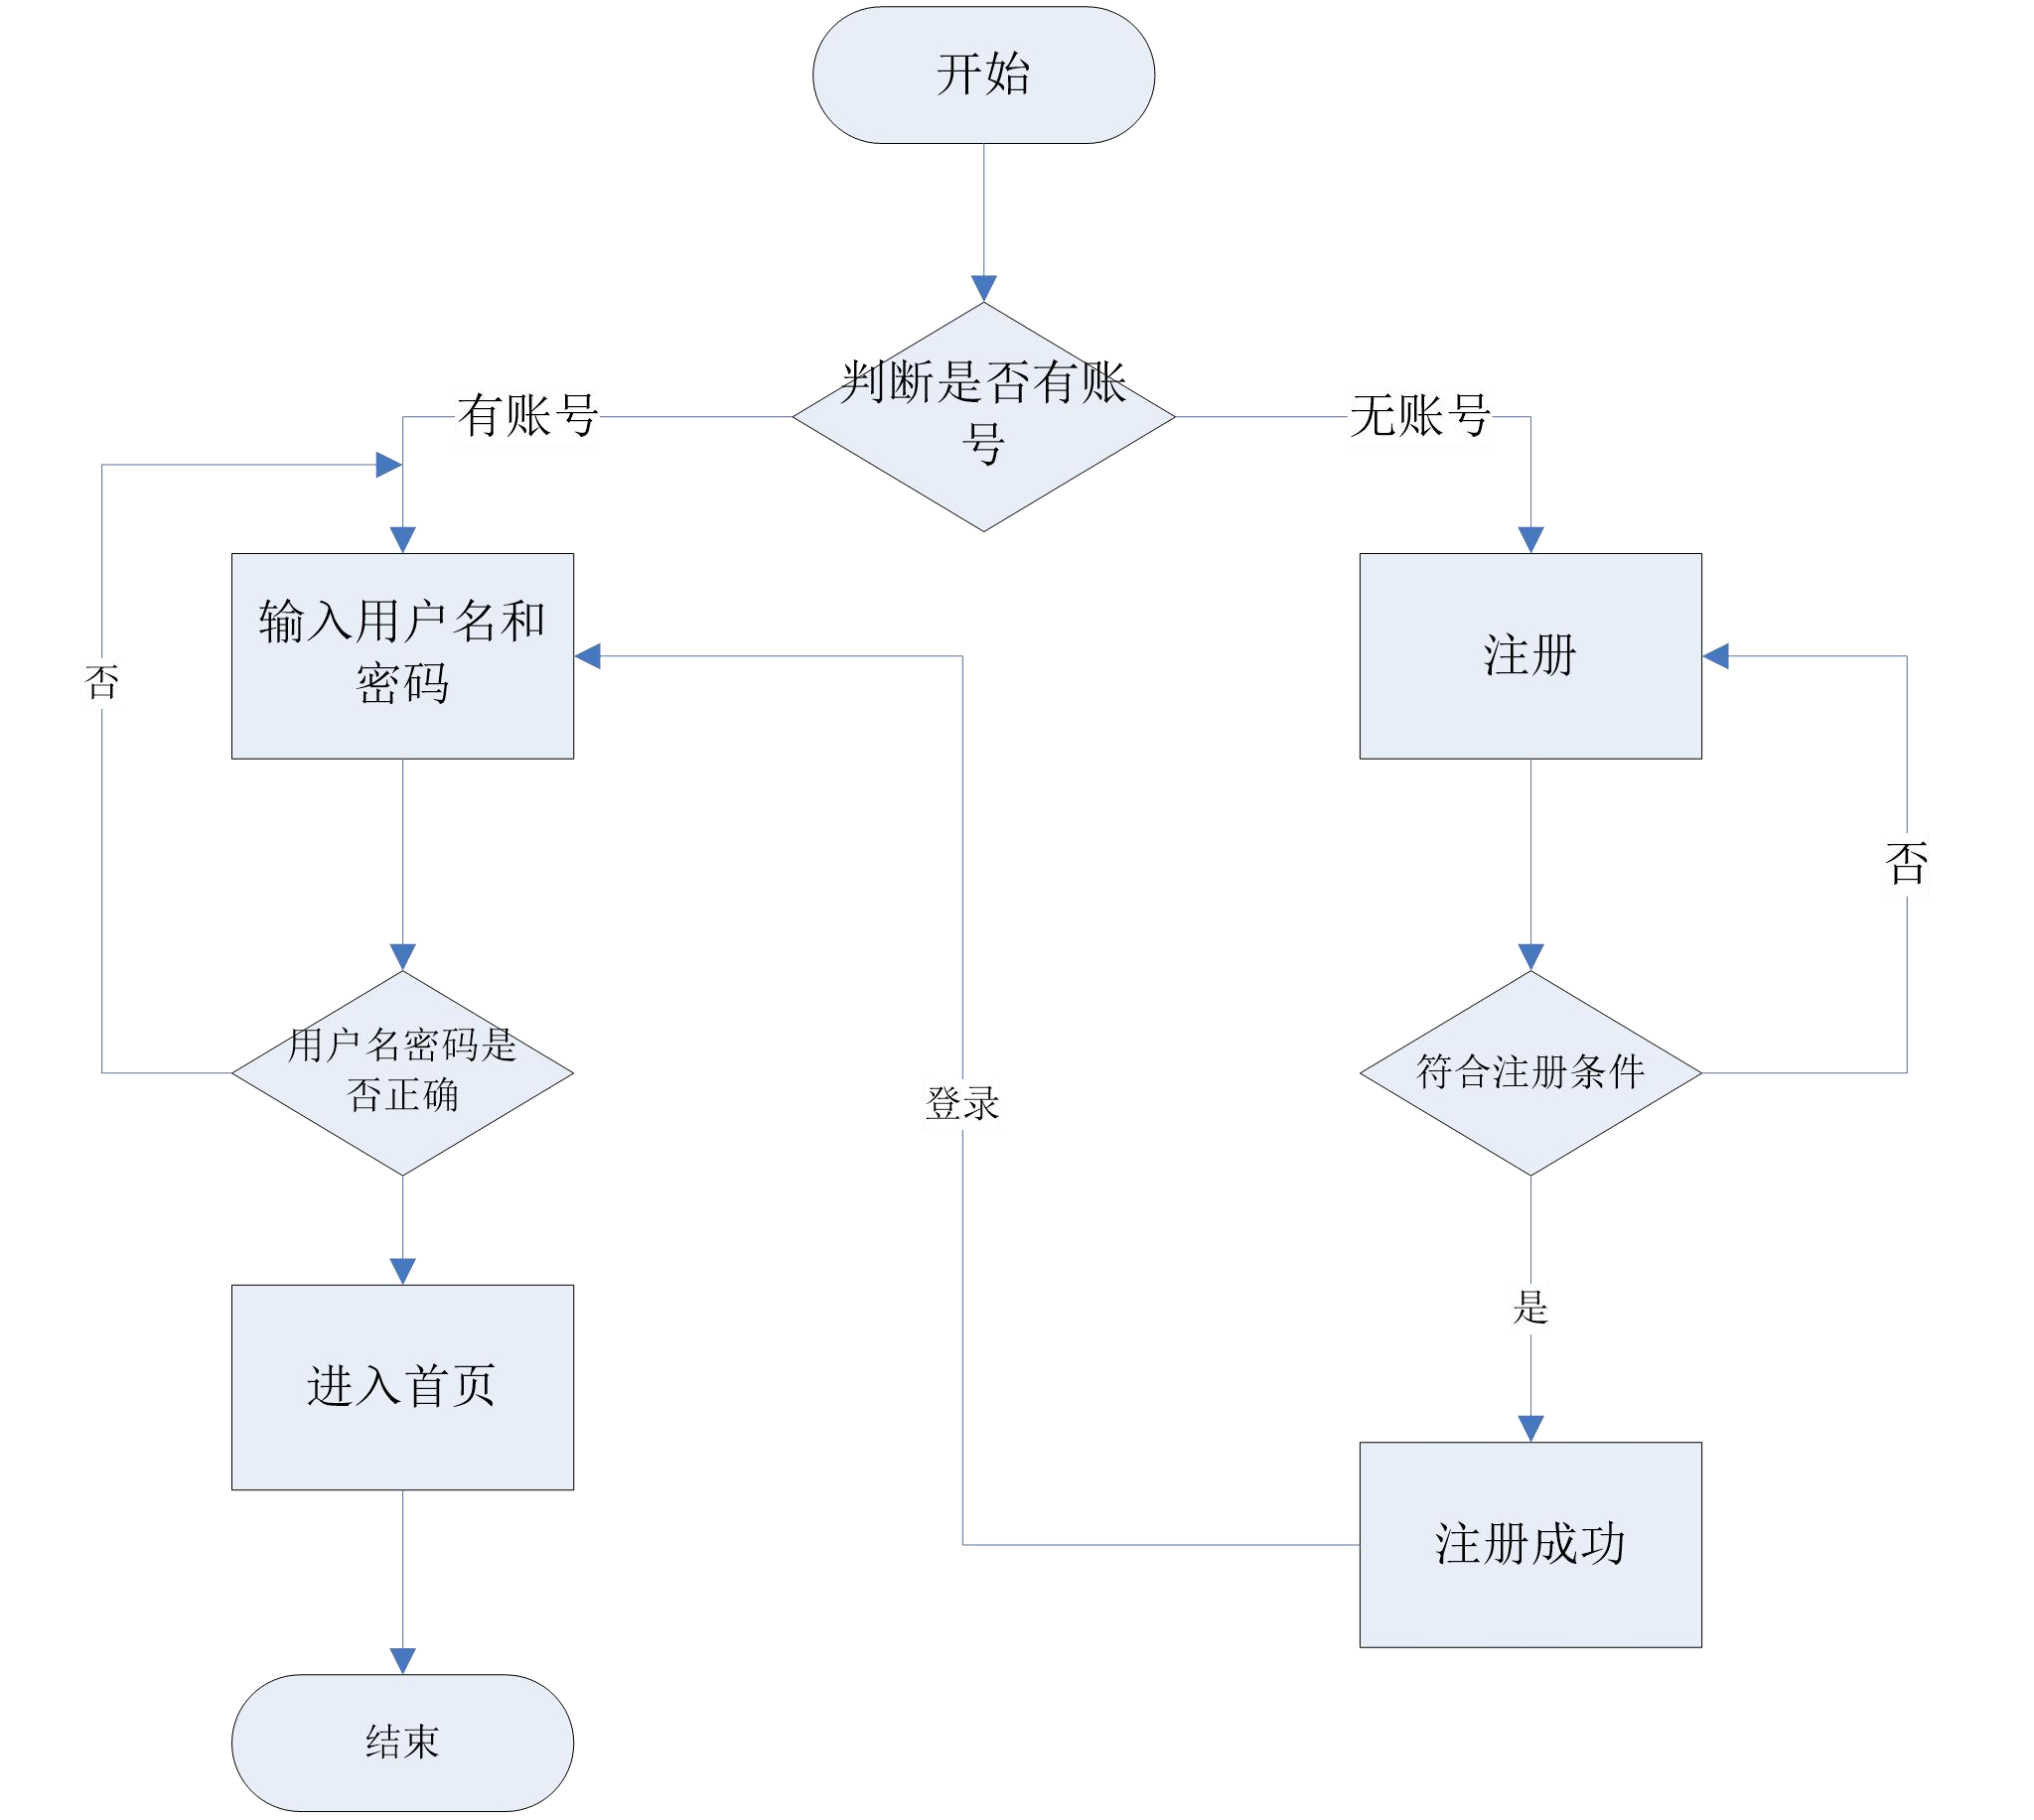 开始
判断是否有账
号
有账号
无账号
输入用户名和
密码
注册
否
否
用户名密码是
否正确
符合注册条件
登录
是
进入首页
注册成功
结束